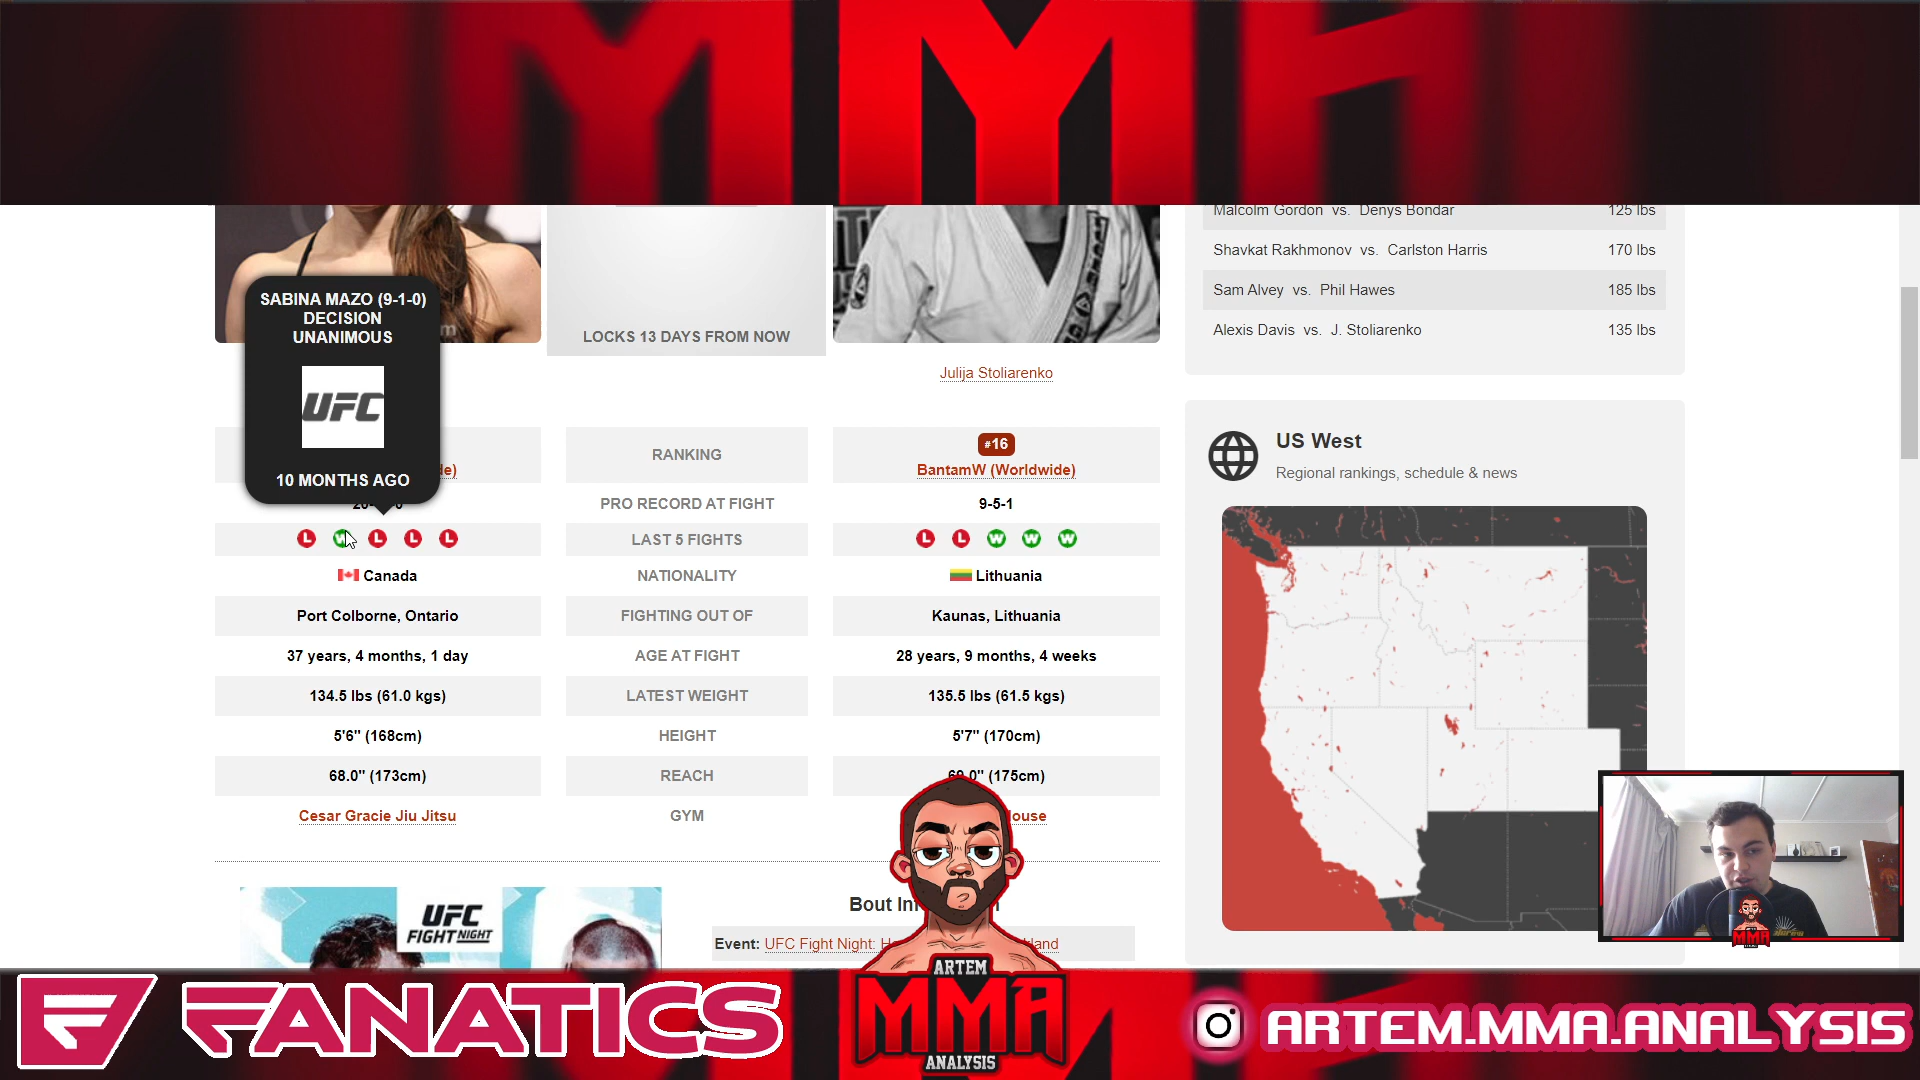 MMA
Malcolm Gordon vs. Denys Bondar 125 lbs
Shavkat Rakhmonov vs. Carlston Harris 170 lbs
Sam Alvey vs. Phil Hawes 185 lbs
Alexis Davis vs. J. Stoliarenko 135 lbs
SABINA MAZO (9-1-0)
DECISION
UNANIMOUS
UFC
10 MONTHS AGO
LOCKS 13 DAYS FROM NOW
Julija Stoliarenko
RANKING
#16
BantamW (Worldwide)
PRO RECORD AT FIGHT
9-5-1
L W L L L
LAST 5 FIGHTS
L L W W W
Canada
NATIONALITY
Lithuania
Port Colborne, Ontario
FIGHTING OUT OF
Kaunas, Lithuania
37 years, 4 months, 1 day
AGE AT FIGHT
28 years, 9 months, 4 weeks
134.5 lbs (61.0 kgs)
LATEST WEIGHT
135.5 lbs (61.5 kgs)
5'6" (168cm)
HEIGHT
5'7" (170cm)
68.0" (173cm)
REACH
69.0" (175cm)
Cesar Gracie Jiu Jitsu
GYM
US West
Regional rankings, schedule & news
UFC
FIGHT NIGHT
Bout
Event: UFC Fight Night:
FANATICS
ARTEM
MMA
ANALYSIS
ARTEM.MMA.ANALYSIS
MMA